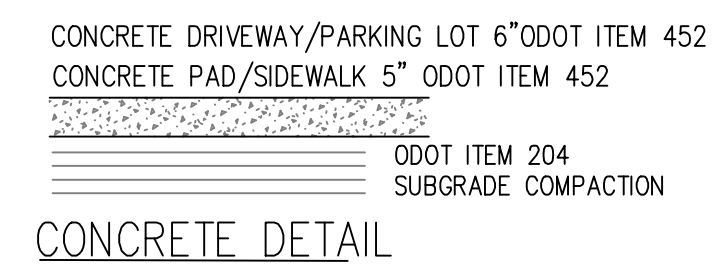 CONCRETE DRIVEWAY/PARKING LOT 6"ODOT ITEM 452
CONCRETE PAD/SIDEWALK 5" ODOT ITEM 452
ODOT ITEM 204
SUBGRADE COMPACTION
CONCRETE DETAIL